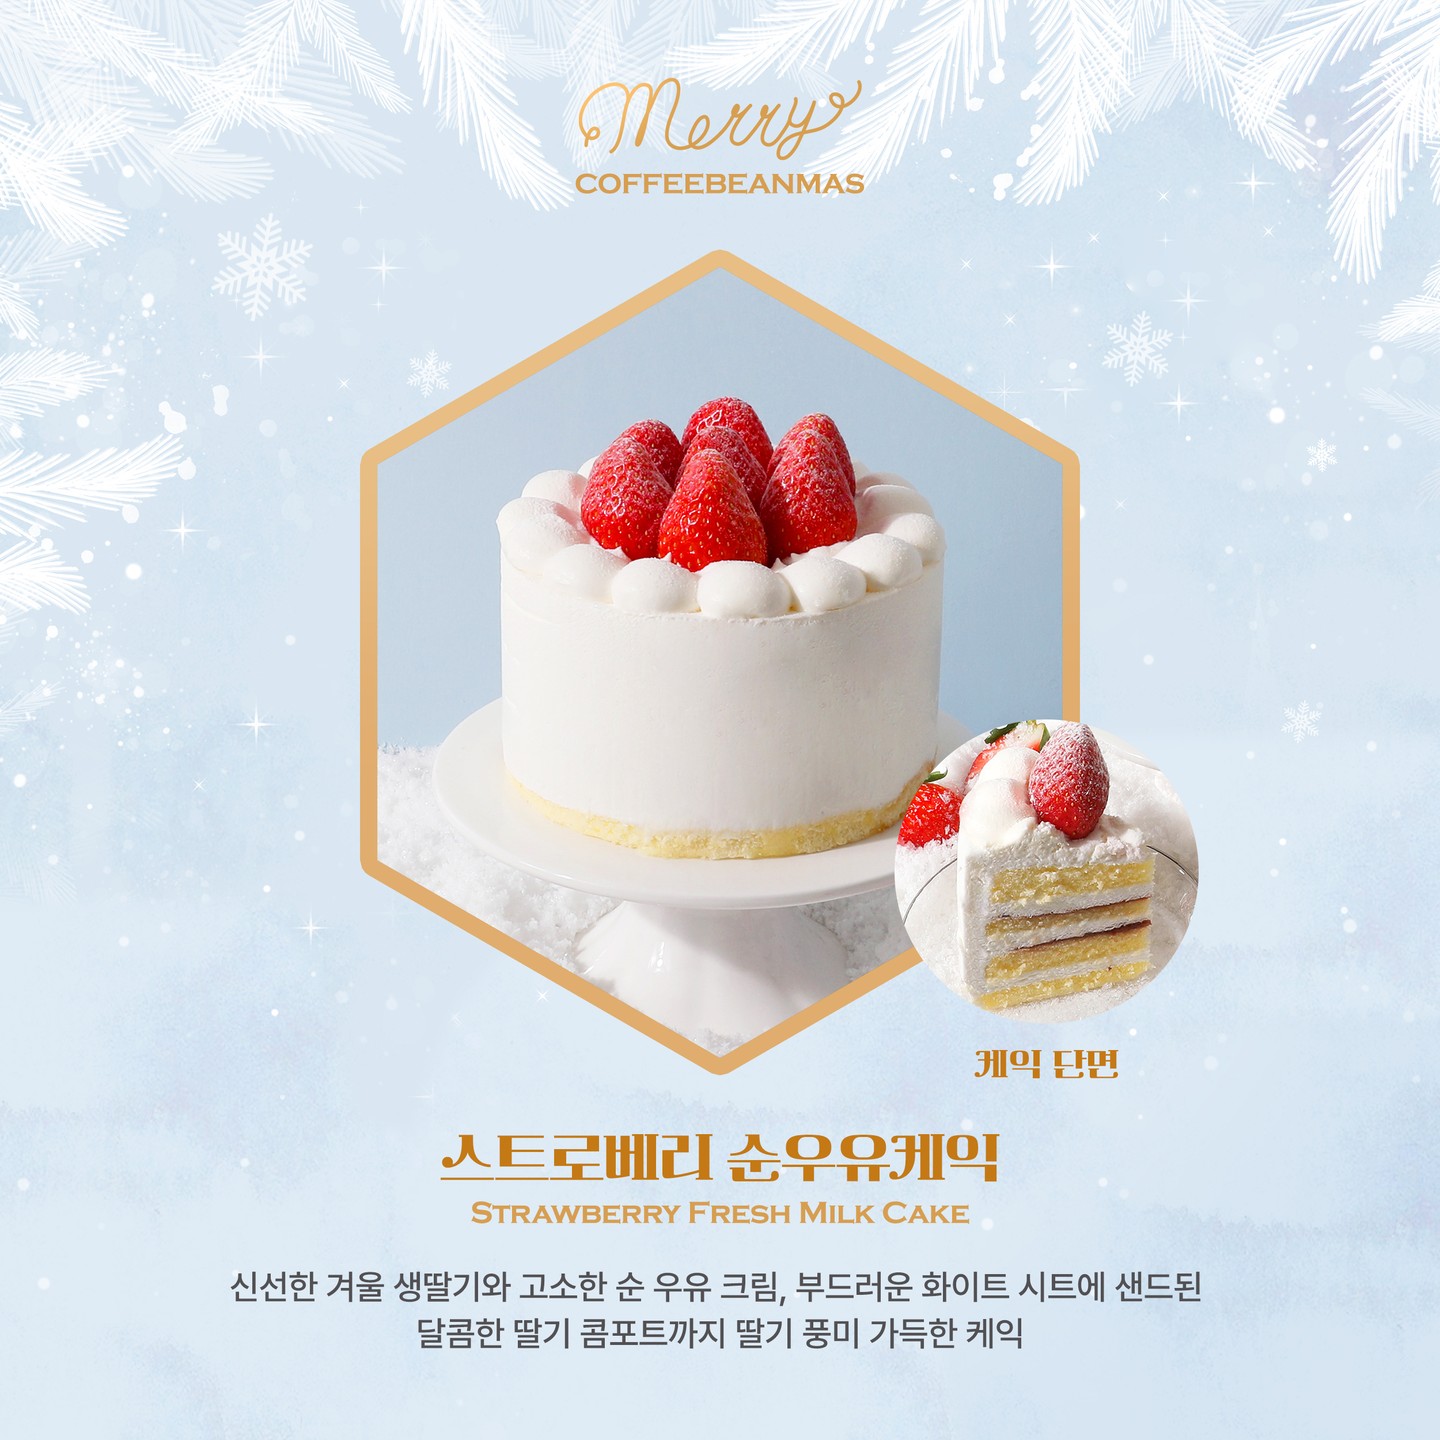 Merry
COFFEEBEANMAS
케익 단면
스트로베리 순우유케익
STRAWBERRY FRESH MILK CAKE
신선한 겨울 생딸기와 고소한 순 우유 크림, 부드러운 화이트 시트에 샌드된
달콤한 딸기 콤포트까지 딸기 풍미 가득한 케익